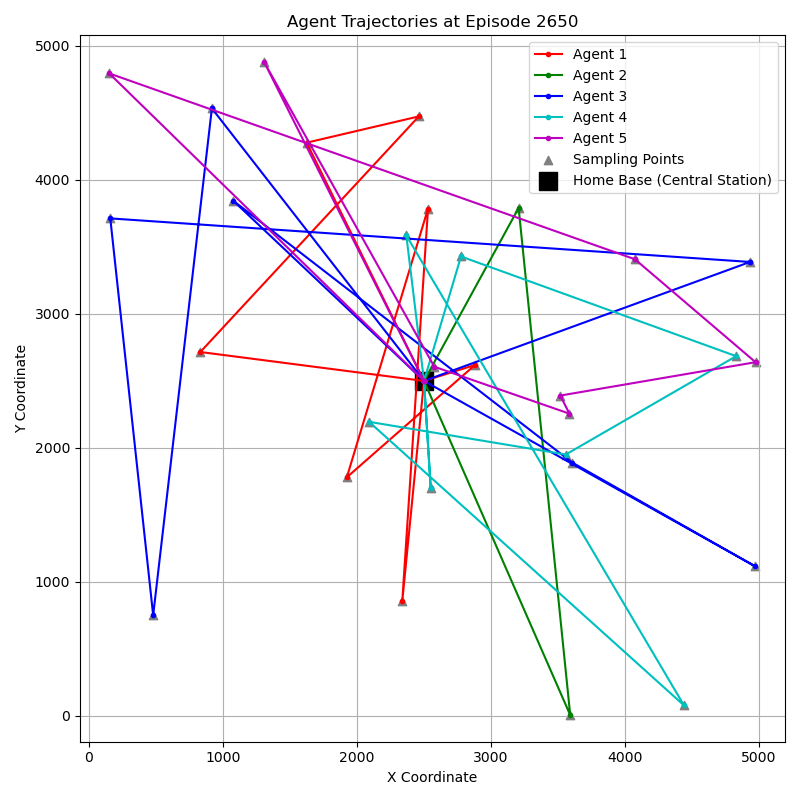 Agent Trajectories at Episode 2650
Agent 1
Agent 2
Agent 3
Agent 4
Agent 5
Sampling Points
Home Base (Central Station)
5000
4000
3000
2000
1000
0
Y Coordinate
0 1000 2000 3000 4000 5000
X Coordinate